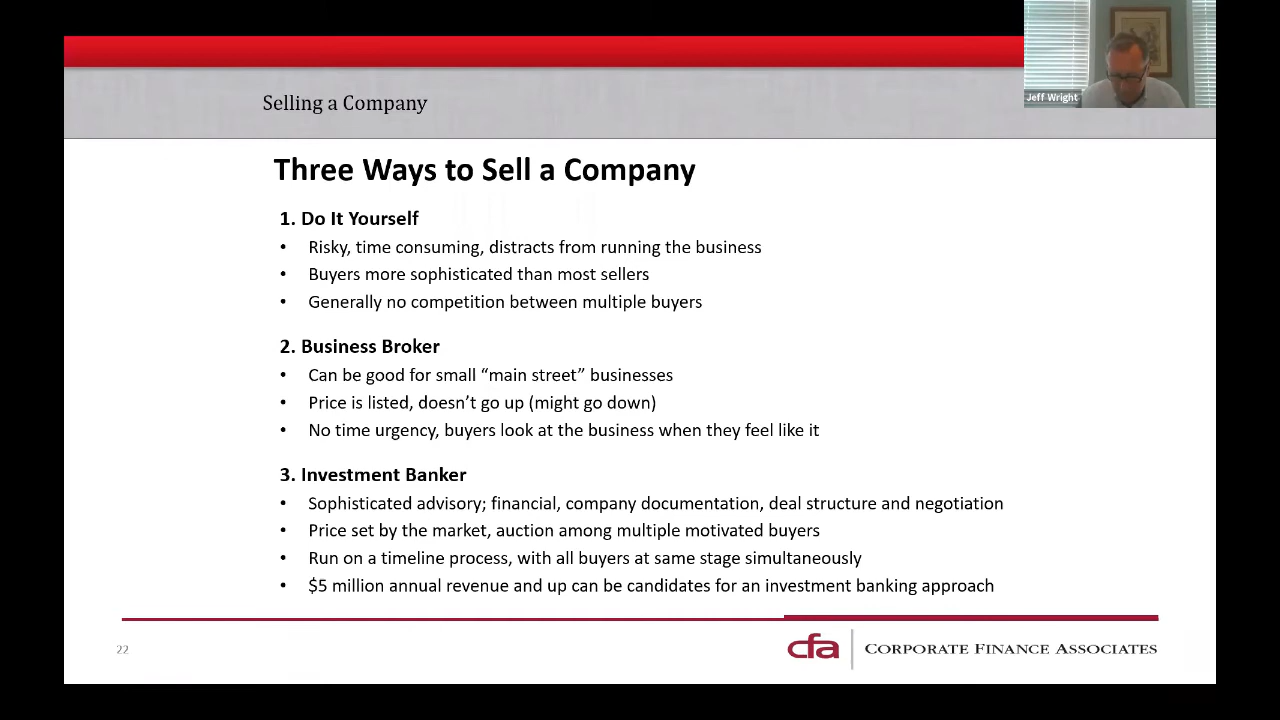 Jeff Wright
Selling a Company
Three Ways to Sell a Company
1. Do It Yourself
• Risky, time consuming, distracts from running the business
• Buyers more sophisticated than most sellers
• Generally no competition between multiple buyers
2. Business Broker
• Can be good for small “main street” businesses
• Price is listed, doesn’t go up (might go down)
• No time urgency, buyers look at the business when they feel like it
3. Investment Banker
• Sophisticated advisory; financial, company documentation, deal structure and negotiation
• Price set by the market, auction among multiple motivated buyers
• Run on a timeline process, with all buyers at same stage simultaneously
• $5 million annual revenue and up can be candidates for an investment banking approach
22
cfa CORPORATE FINANCE ASSOCIATES